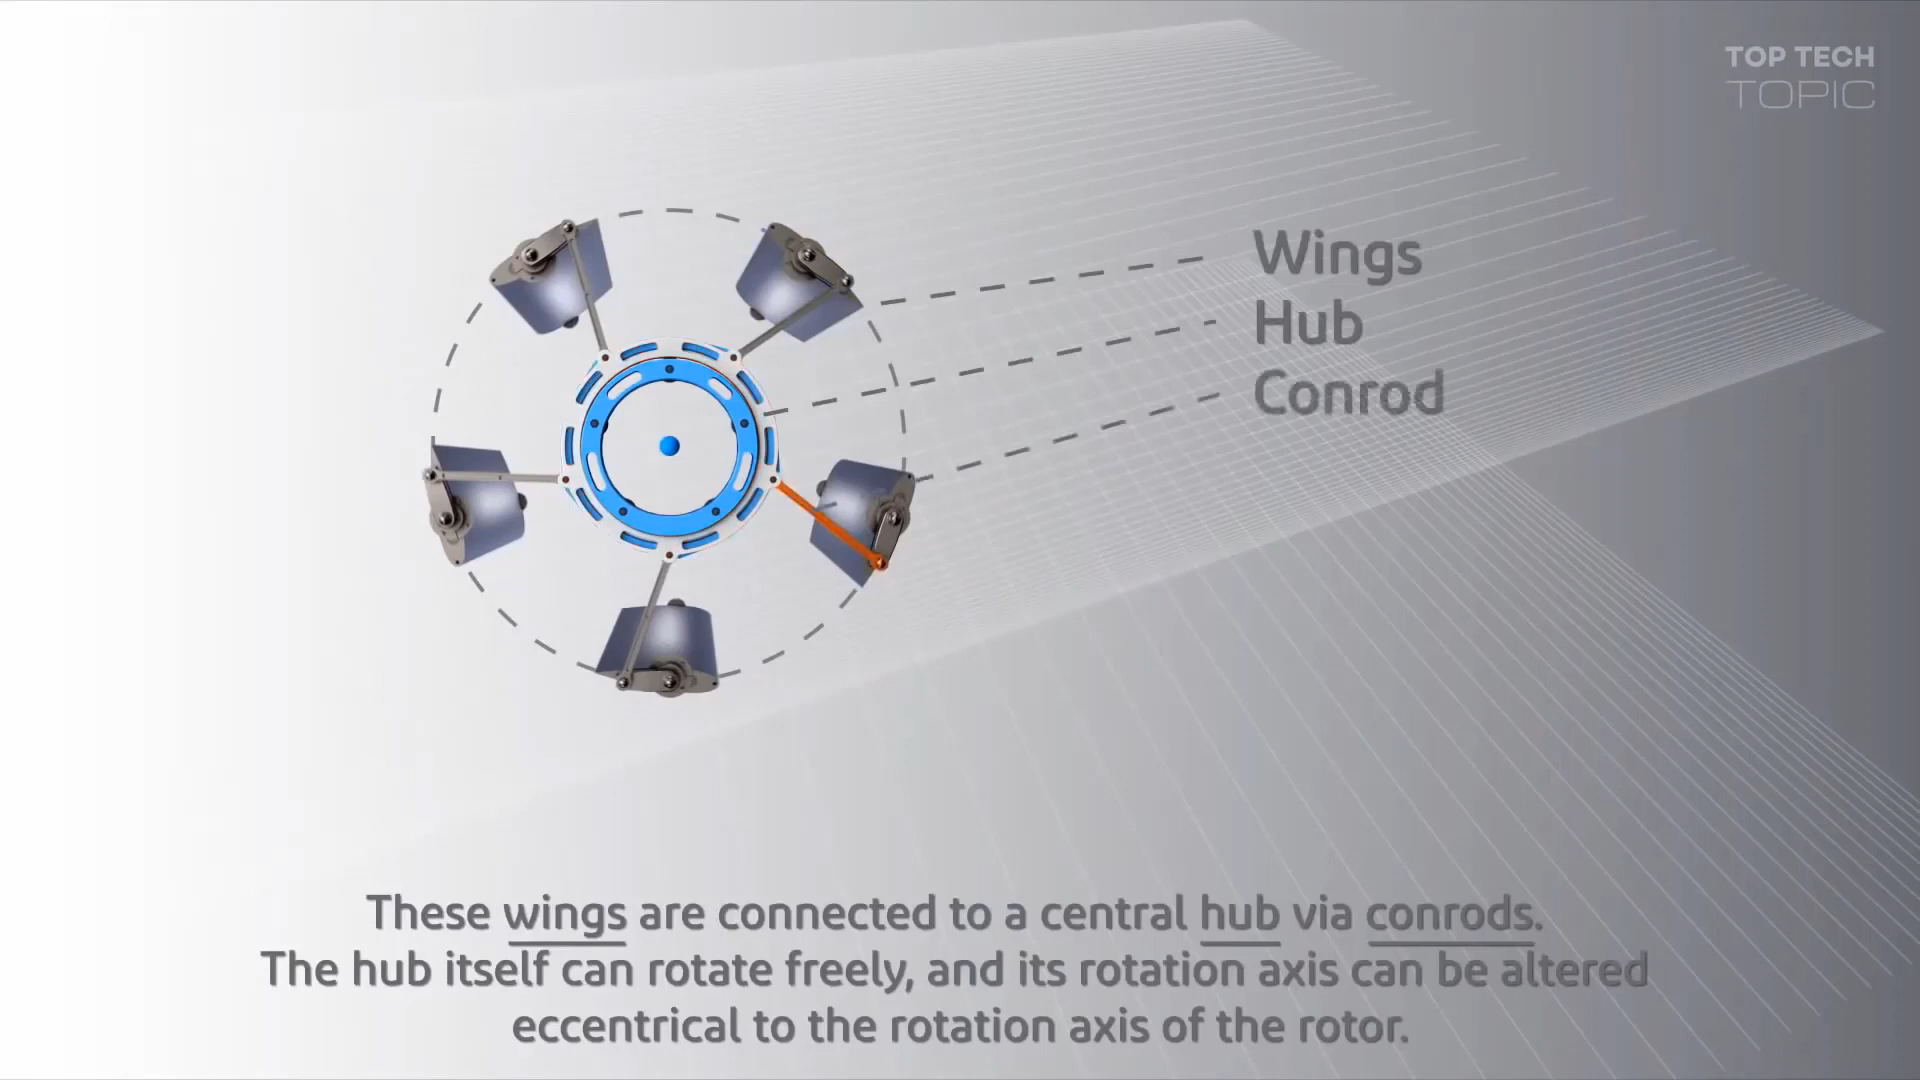 TOP TECH
TOPIC
Wings
Hub
Conrod
These wings are connected to a central hub via conrods.
The hub itself can rotate freely, and its rotation axis can be altered
eccentrical to the rotation axis of the rotor.